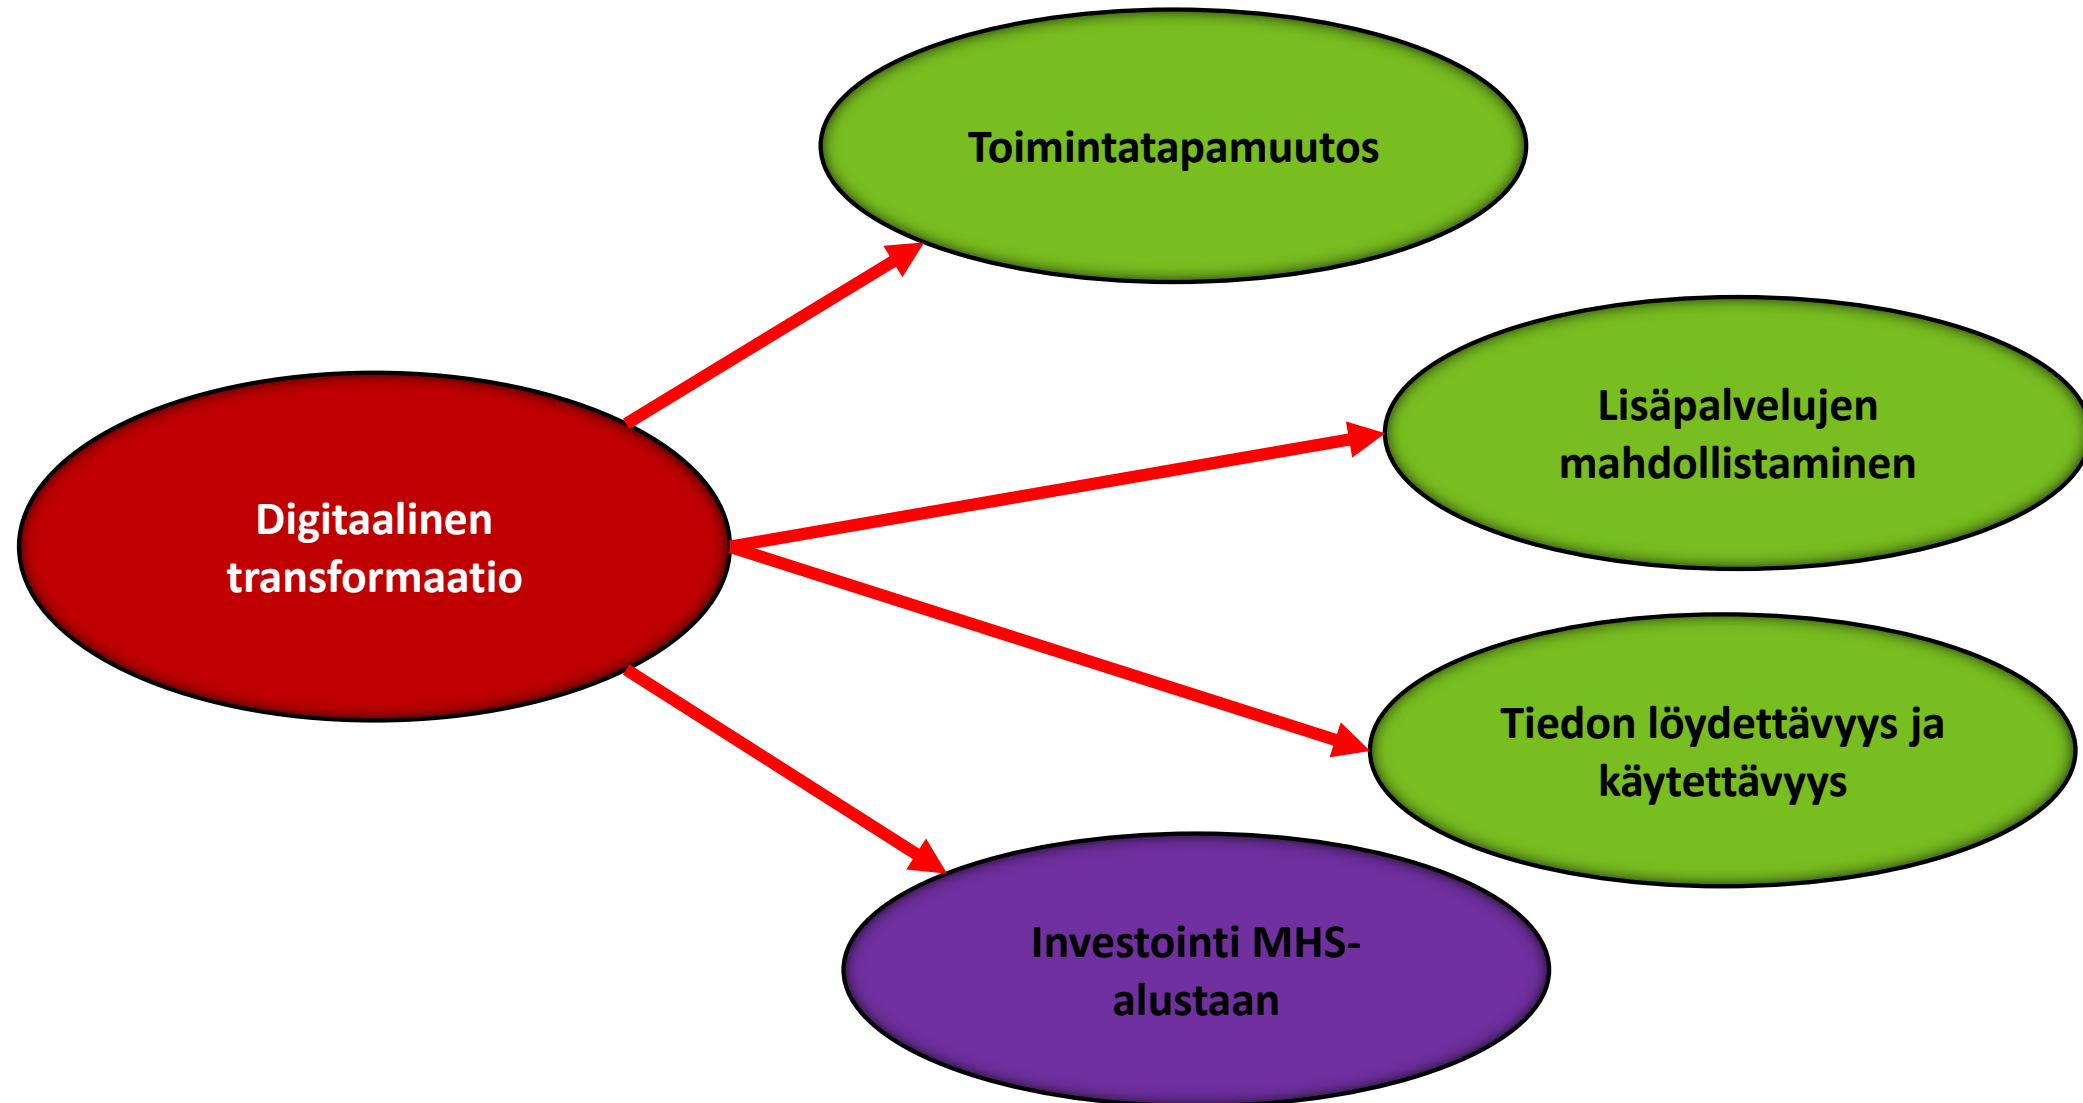 Toimintatapamuutos
Lisäpalvelujen
mahdollistaminen
Digitaalinen
transformaatio
Tiedon löydettävyys ja
käytettävyys
Investointi MHS-
alustaan